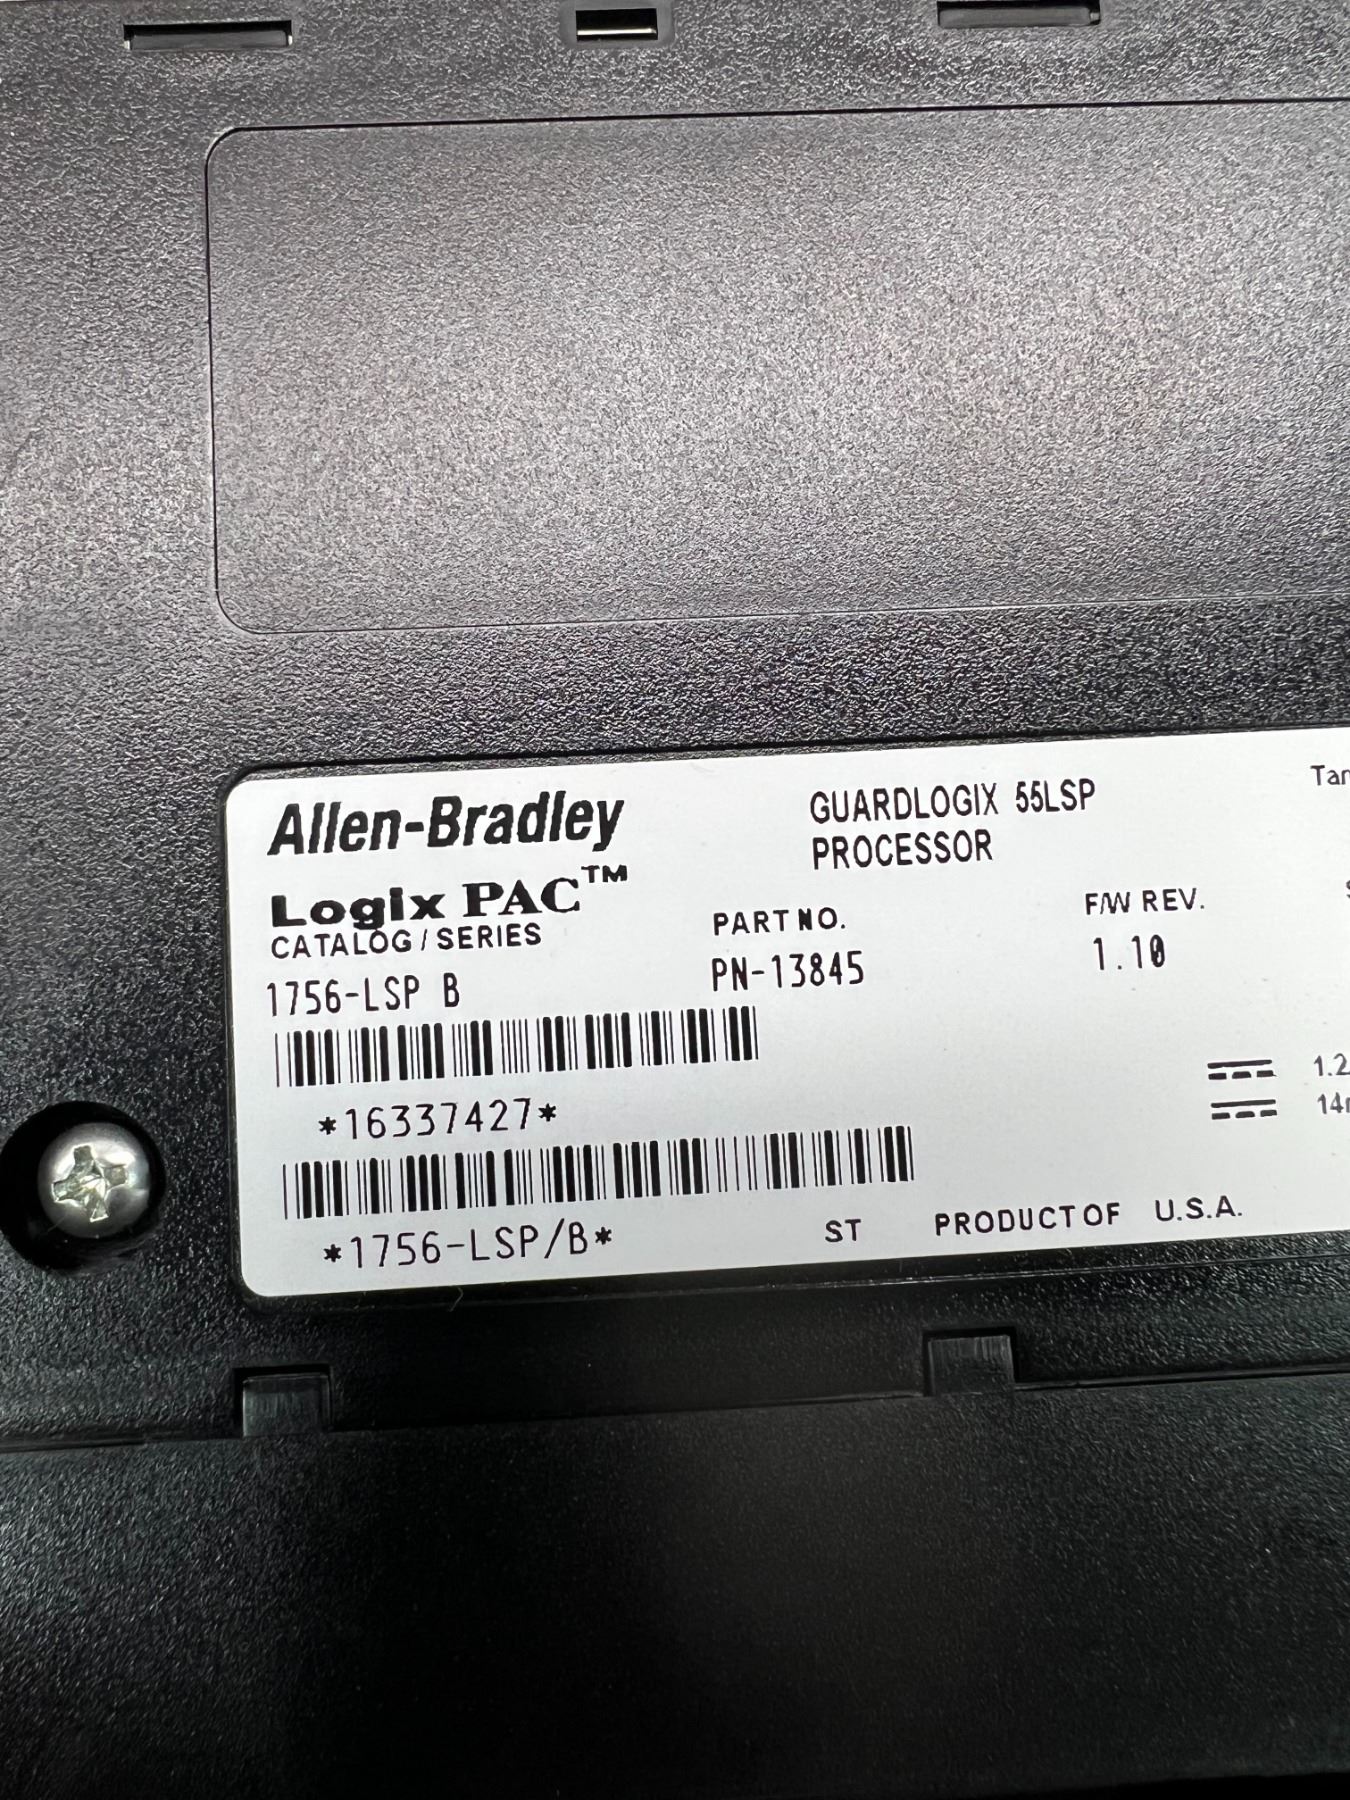 Allen-Bradley
GUARDLOGIX 55LSP
PROCESSOR
Logix PAC™
CATALOG / SERIES
PART NO.
F/W REV.
1756-LSP B
PN-13845
1.10
*16337427*
*1756-LSP/B*
ST
PRODUCT OF U.S.A.